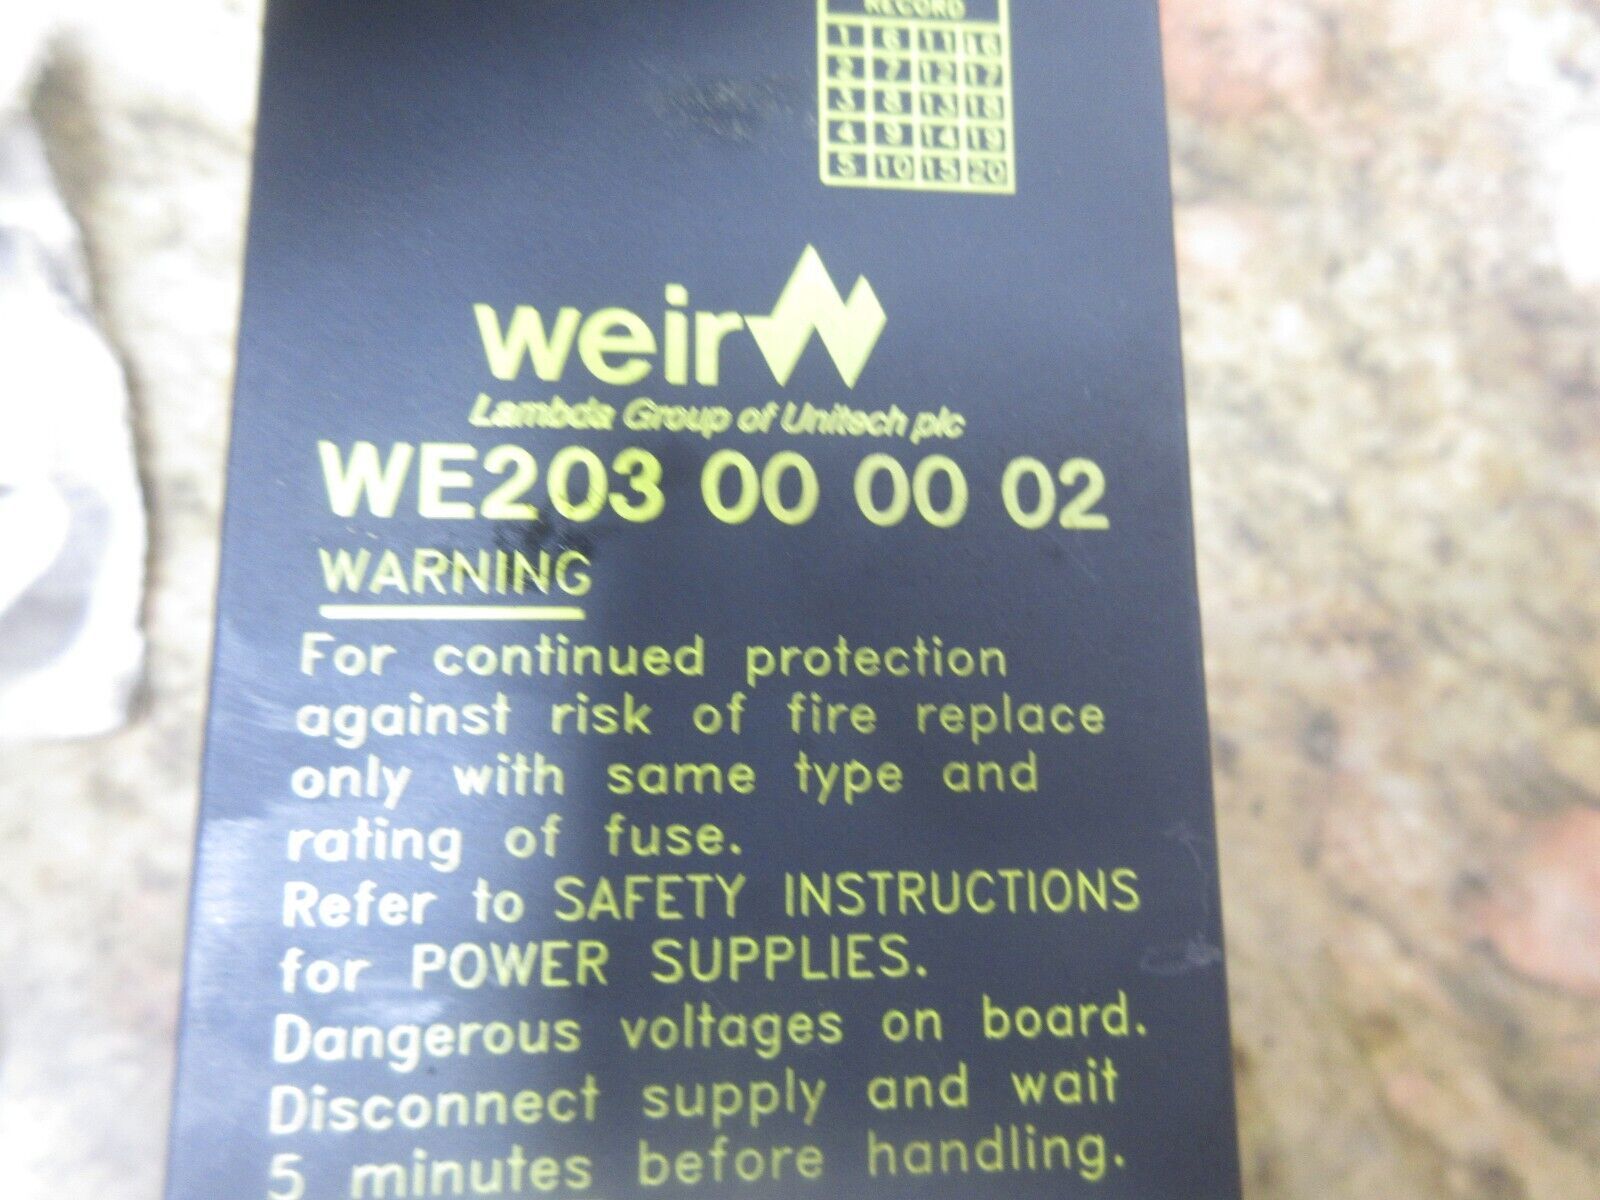 RECORD
1 6 11 16
2 7 12 17
3 8 13 18
4 9 14 19
5 10 15 20
weir
Lambda Group of Unitech plc
WE203 00 00 02
WARNING
For continued protection
against risk of fire replace
only with same type and
rating of fuse.
Refer to SAFETY INSTRUCTIONS
for POWER SUPPLIES.
Dangerous voltages on board.
Disconnect supply and wait
5 minutes before handling.